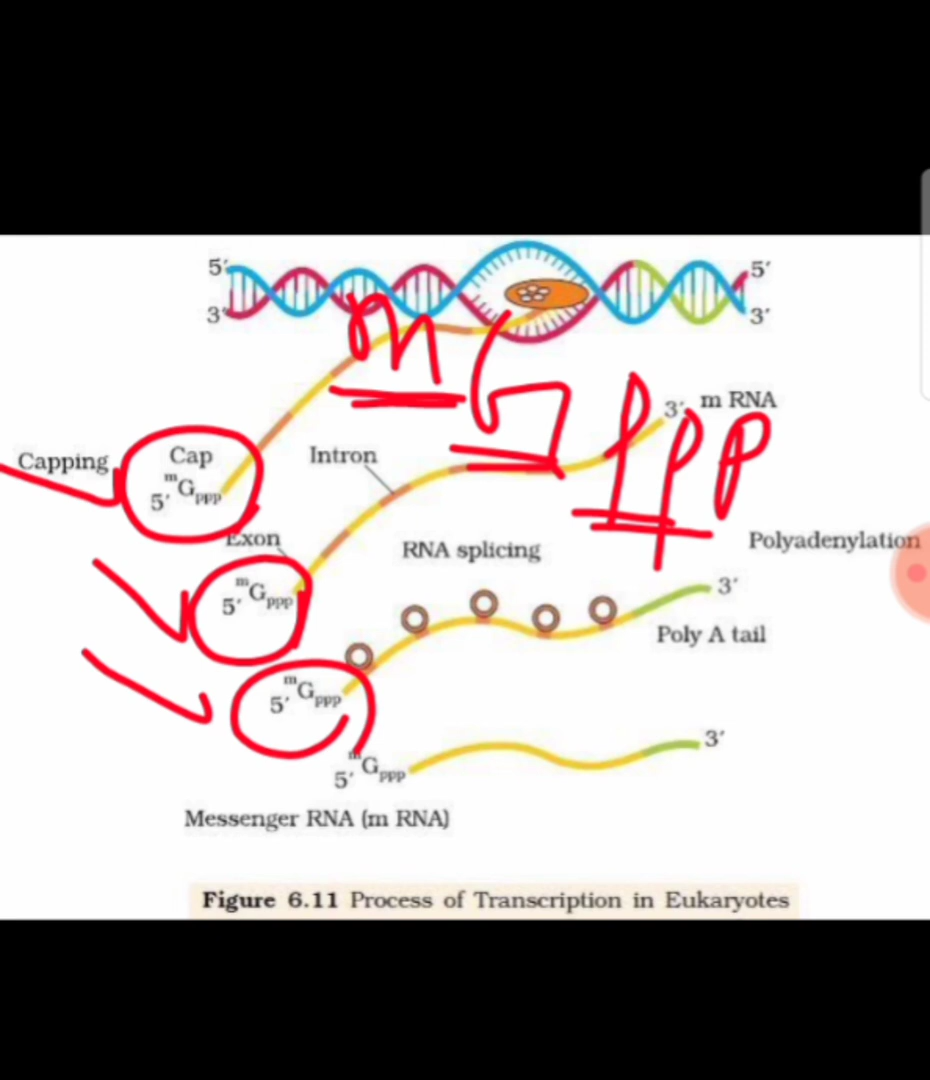 5′ 5′
3′ 3′
m G ppp
3′ m RNA
Capping Cap Intron
5′ mGppp
Exon RNA splicing Polyadenylation
5′ mGppp 3′
Poly A tail
5′ mGppp
3′
5′ mGppp
Messenger RNA (m RNA)
Figure 6.11 Process of Transcription in Eukaryotes